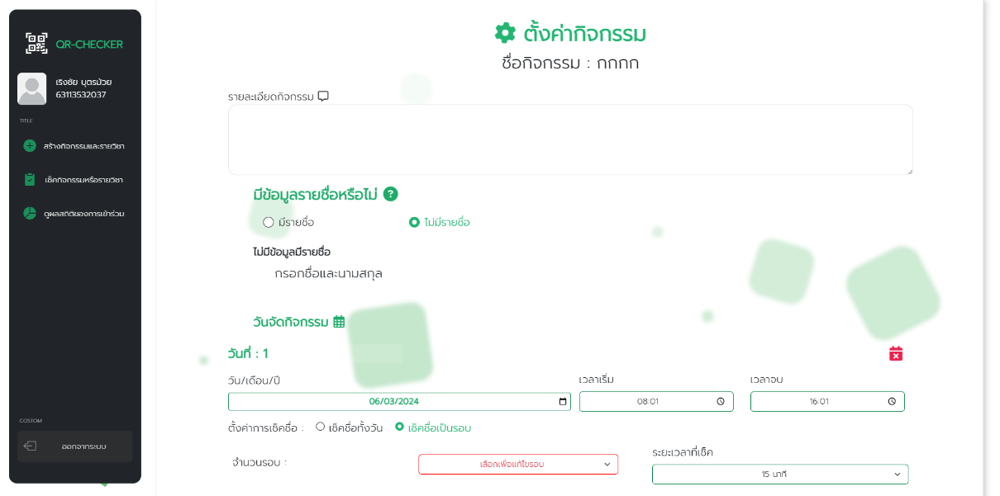 QR-CHECKER
เริงชัย บุตรม้วย
63113532037
TITLE
สร้างกิจกรรมและรายวิชา
เช็คกิจกรรมหรือรายวิชา
ดูผลสถิติของการเข้าร่วม
COSTOM
ออกจากระบบ
ตั้งค่ากิจกรรม
ชื่อกิจกรรม : กกกก
รายละเอียดกิจกรรม
มีข้อมูลรายชื่อหรือไม่
มีรายชื่อ ไม่มีรายชื่อ
ไม่มีข้อมูลมีรายชื่อ
กรอกชื่อและนามสกุล
วันจัดกิจกรรม
วันที่ : 1
วัน/เดือน/ปี เวลาเริ่ม เวลาจบ
06/03/2024 08:01 16:01
ตั้งค่าการเช็คชื่อ : เช็คชื่อทั้งวัน เช็คชื่อเป็นรอบ
จำนวนรอบ : เลือกเพื่อแก้ไขรอบ
ระยะเวลาที่เช็ค
15 นาที